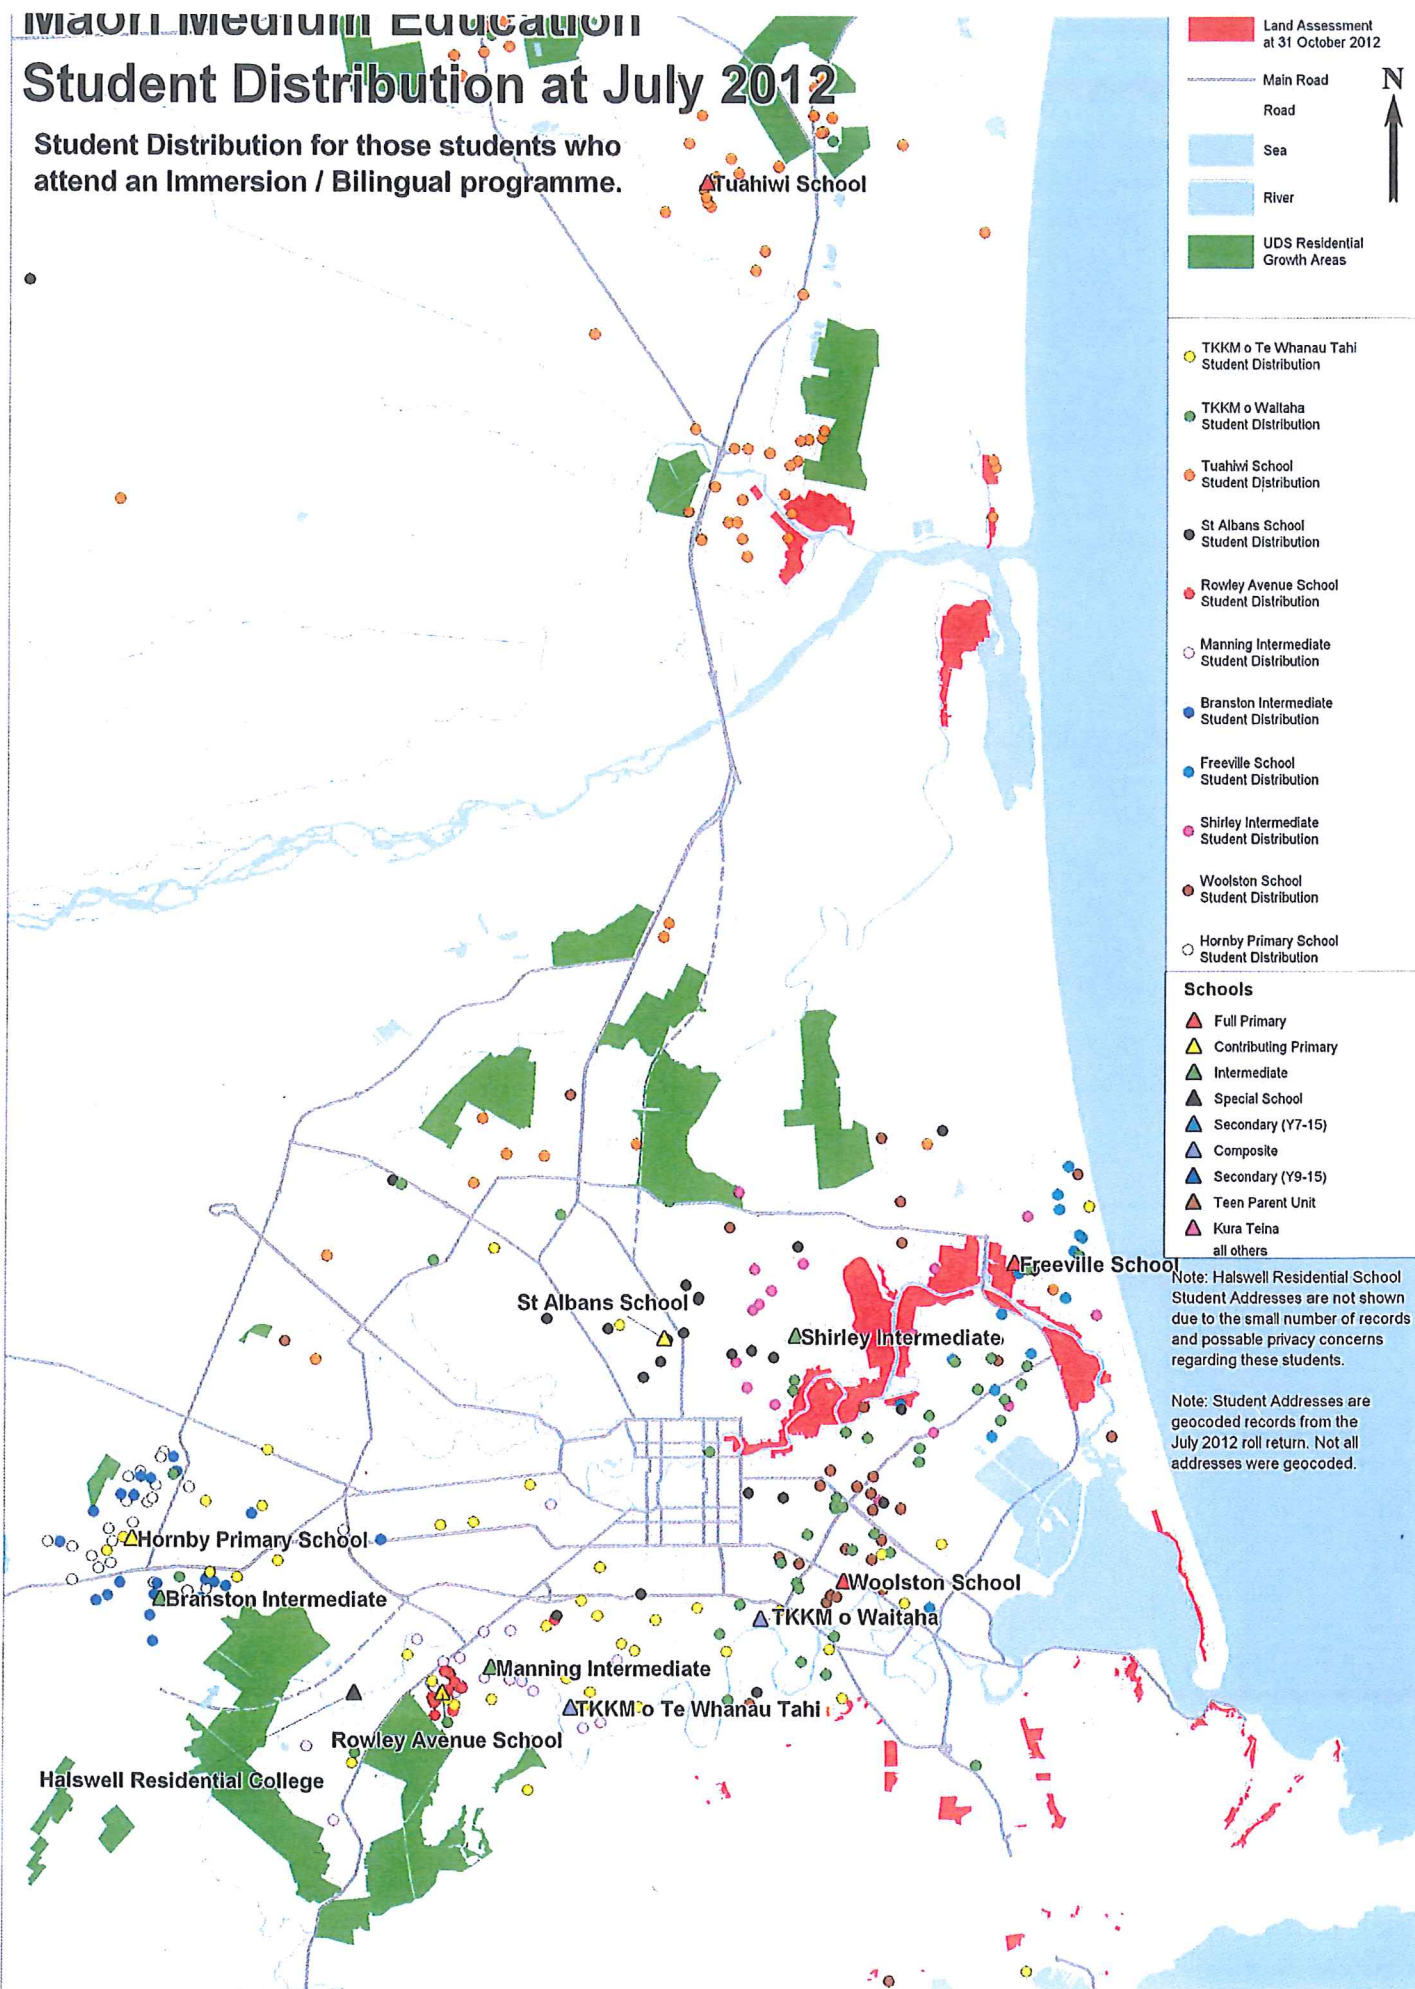 Maori Medium Education
Student Distribution at July 2012
Student Distribution for those students who
attend an Immersion / Bilingual programme.
Land Assessment
at 31 October 2012
Main Road
Road
Sea
River
UDS Residential
Growth Areas
N
TKKM o Te Whanau Tahi
Student Distribution
TKKM o Waitaha
Student Distribution
Tuahiwi School
Student Distribution
St Albans School
Student Distribution
Rowley Avenue School
Student Distribution
Manning Intermediate
Student Distribution
Branston Intermediate
Student Distribution
Freeville School
Student Distribution
Shirley Intermediate
Student Distribution
Woolston School
Student Distribution
Hornby Primary School
Student Distribution
Schools
Full Primary
Contributing Primary
Intermediate
Special School
Secondary (Y7-15)
Composite
Secondary (Y9-15)
Teen Parent Unit
Kura Teina
all others
Note: Halswell Residential School
Student Addresses are not shown
due to the small number of records
and possable privacy concerns
regarding these students.
Note: Student Addresses are
geocoded records from the
July 2012 roll return. Not all
addresses were geocoded.
Tuahiwi School
Freeville School
St Albans School
Shirley Intermediate
Hornby Primary School
Branston Intermediate
Woolston School
TKKM o Waitaha
Manning Intermediate
TKKM o Te Whanau Tahi
Rowley Avenue School
Halswell Residential College